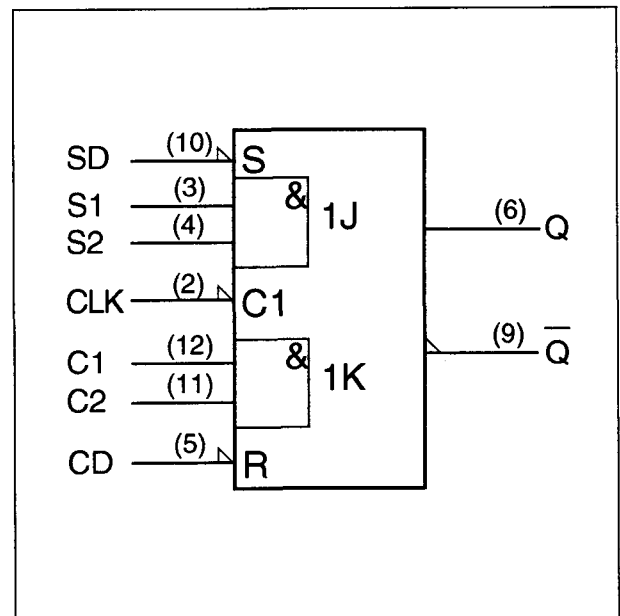 SD (10) S
S1 (3) &
S2 (4) 1J
(6) Q
CLK (2) C1
(9) Q̅
C1 (12) &
C2 (11) 1K
CD (5) R